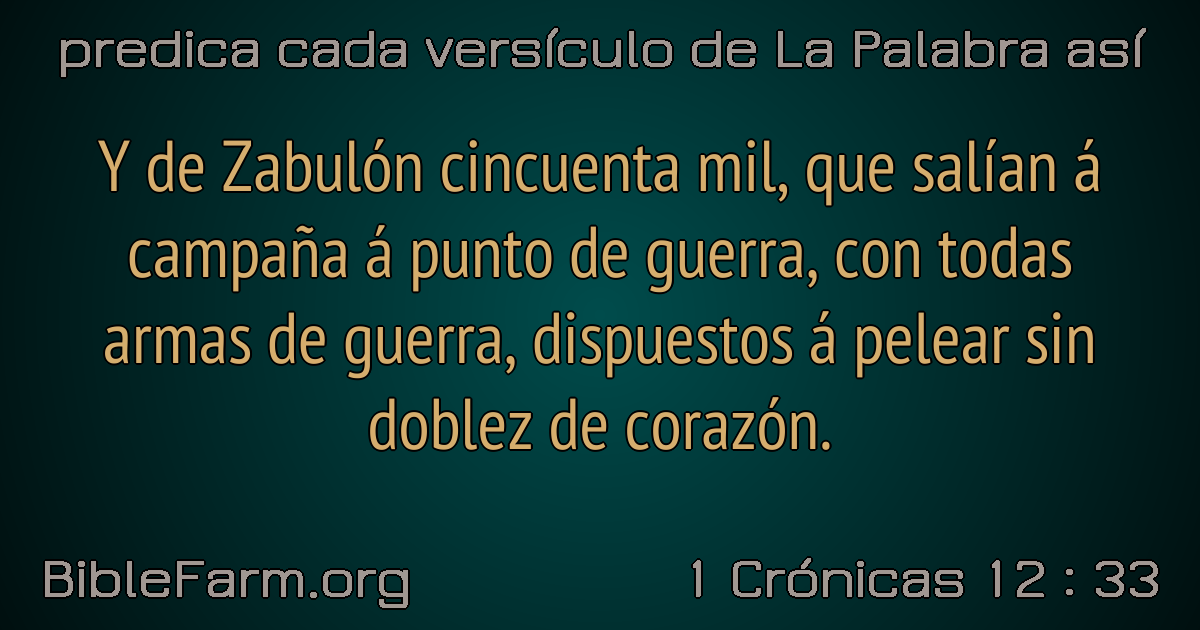 predica cada versículo de La Palabra así
Y de Zabulón cincuenta mil, que salían á
campaña á punto de guerra, con todas
armas de guerra, dispuestos á pelear sin
doblez de corazón.
BibleFarm.org
1 Crónicas 12 : 33